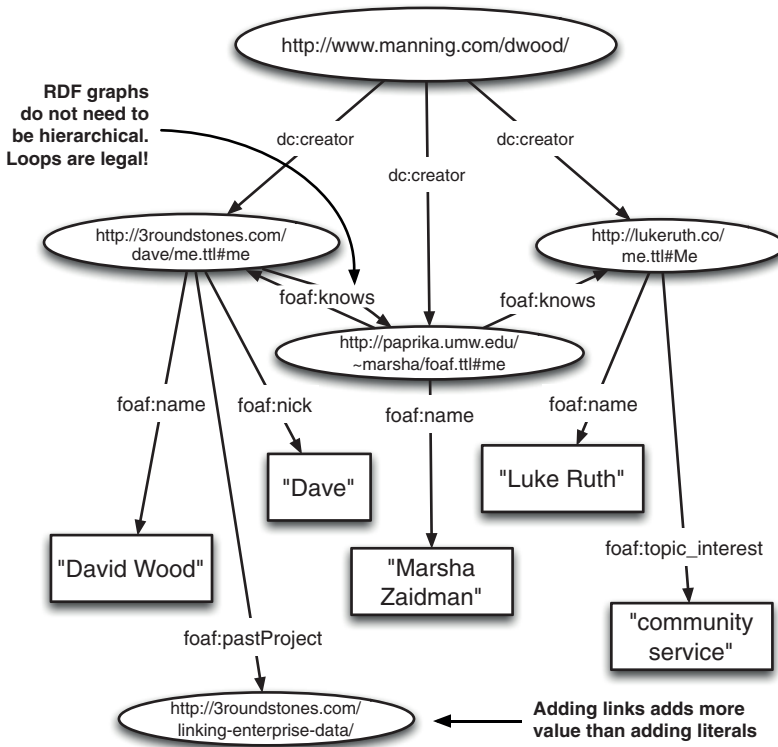 http://www.manning.com/dwood/
RDF graphs
do not need to
be hierarchical.
Loops are legal!
dc:creator
dc:creator
dc:creator
http://3roundstones.com/
dave/me.ttl#me
http://lukeruth.co/
me.ttl#Me
foaf:knows
foaf:knows
http://paprika.umw.edu/
~marsha/foaf.ttl#me
foaf:name
foaf:nick
foaf:name
foaf:name
"Luke Ruth"
"Dave"
"David Wood"
"Marsha
Zaidman"
foaf:topic_interest
"community
service"
foaf:pastProject
http://3roundstones.com/
linking-enterprise-data/
Adding links adds more
value than adding literals